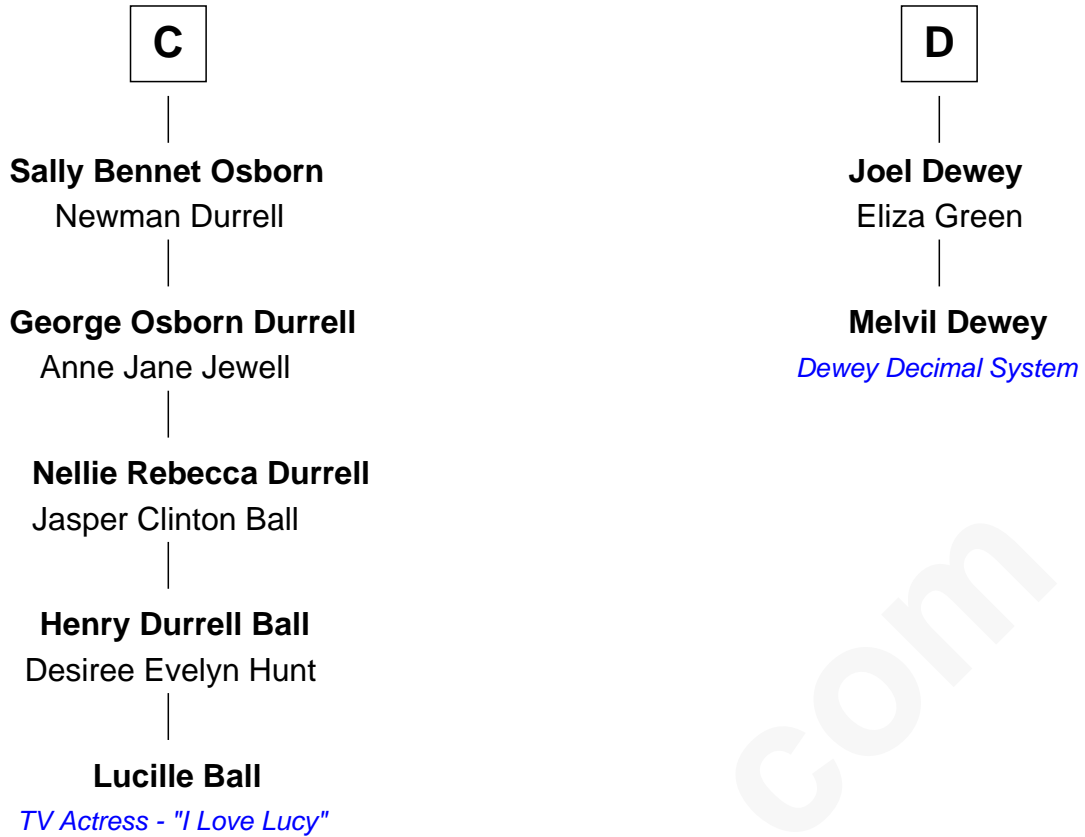 C
Sally Bennet Osborn
Newman Durrell
George Osborn Durrell
Anne Jane Jewell
Nellie Rebecca Durrell
Jasper Clinton Ball
Henry Durrell Ball
Desiree Evelyn Hunt
Lucille Ball
TV Actress - "I Love Lucy"
D
Joel Dewey
Eliza Green
Melvil Dewey
Dewey Decimal System
com